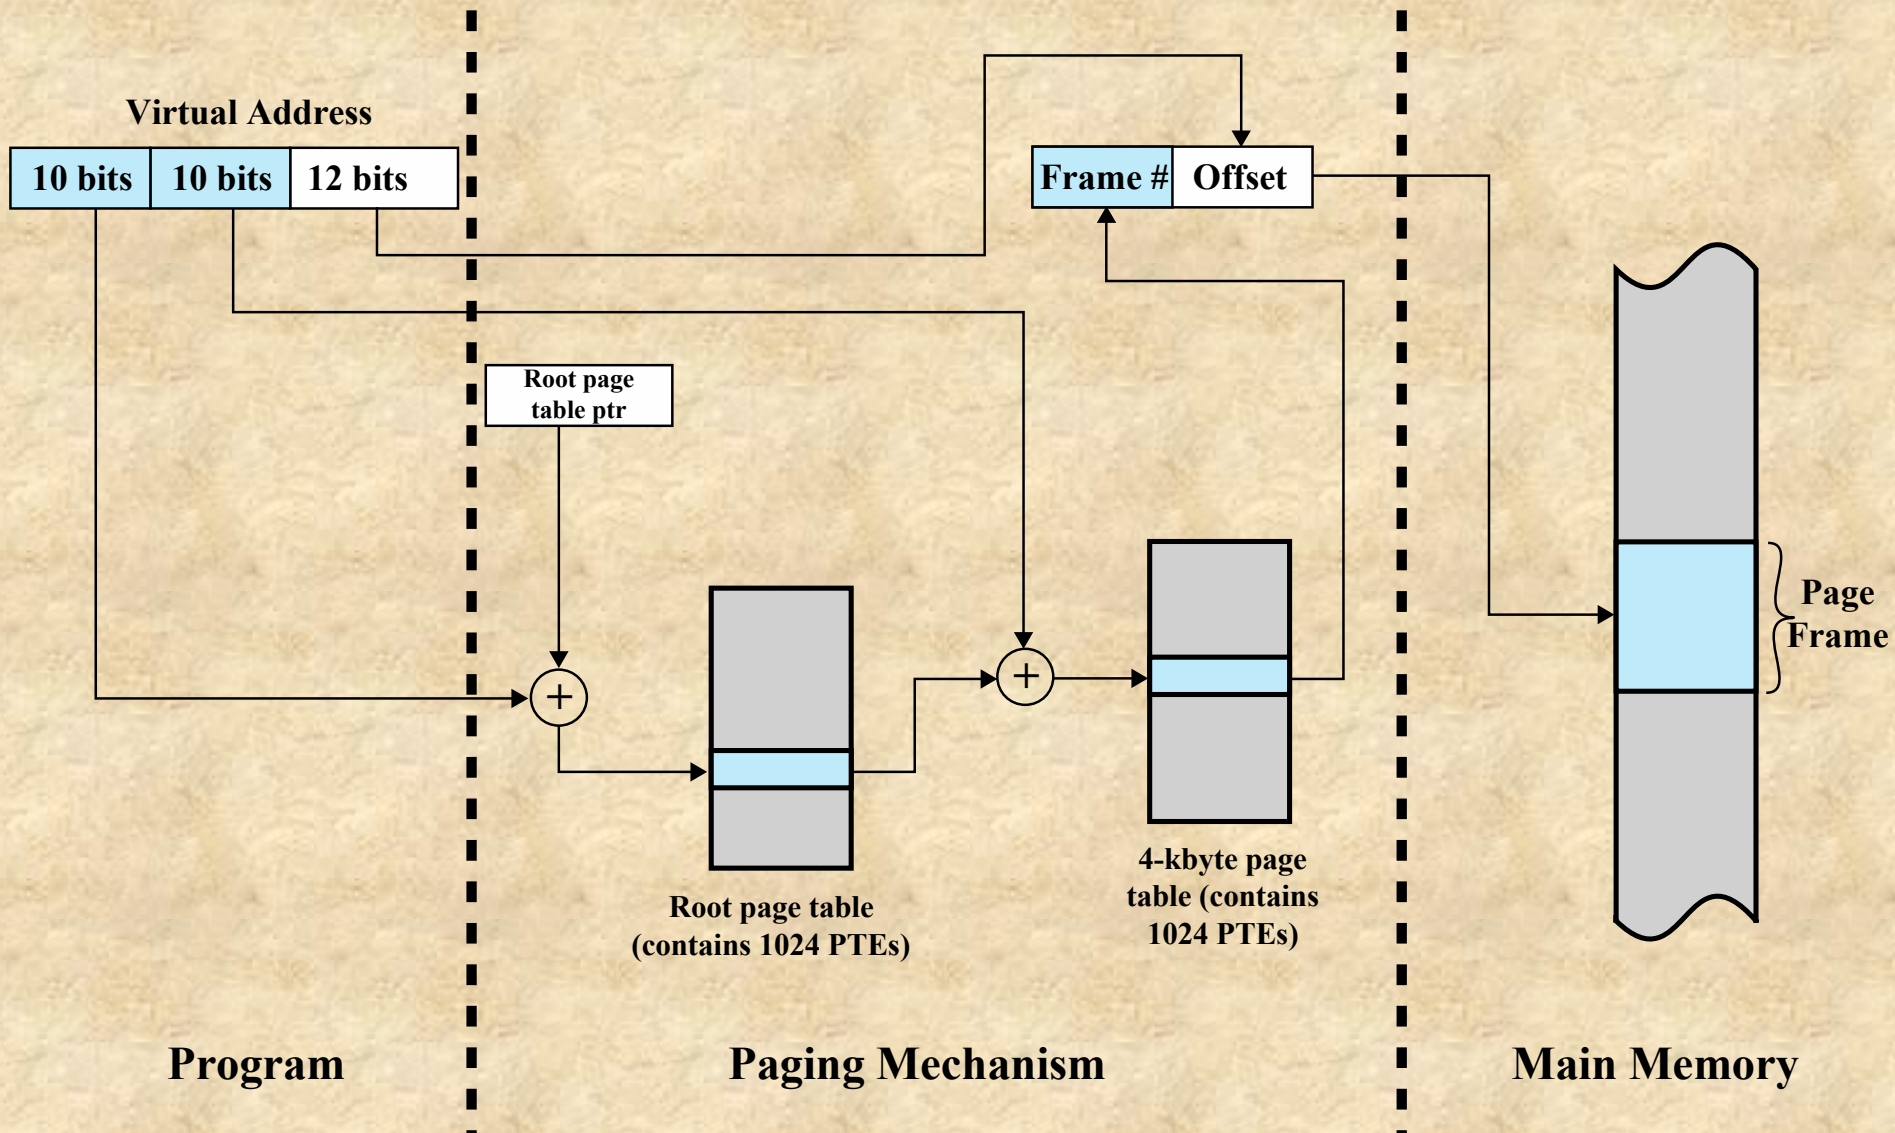 Virtual Address
10 bits 10 bits 12 bits
Frame # Offset
Root page
table ptr
+
+
Page
Frame
Root page table
(contains 1024 PTEs)
4-kbyte page
table (contains
1024 PTEs)
Program
Paging Mechanism
Main Memory